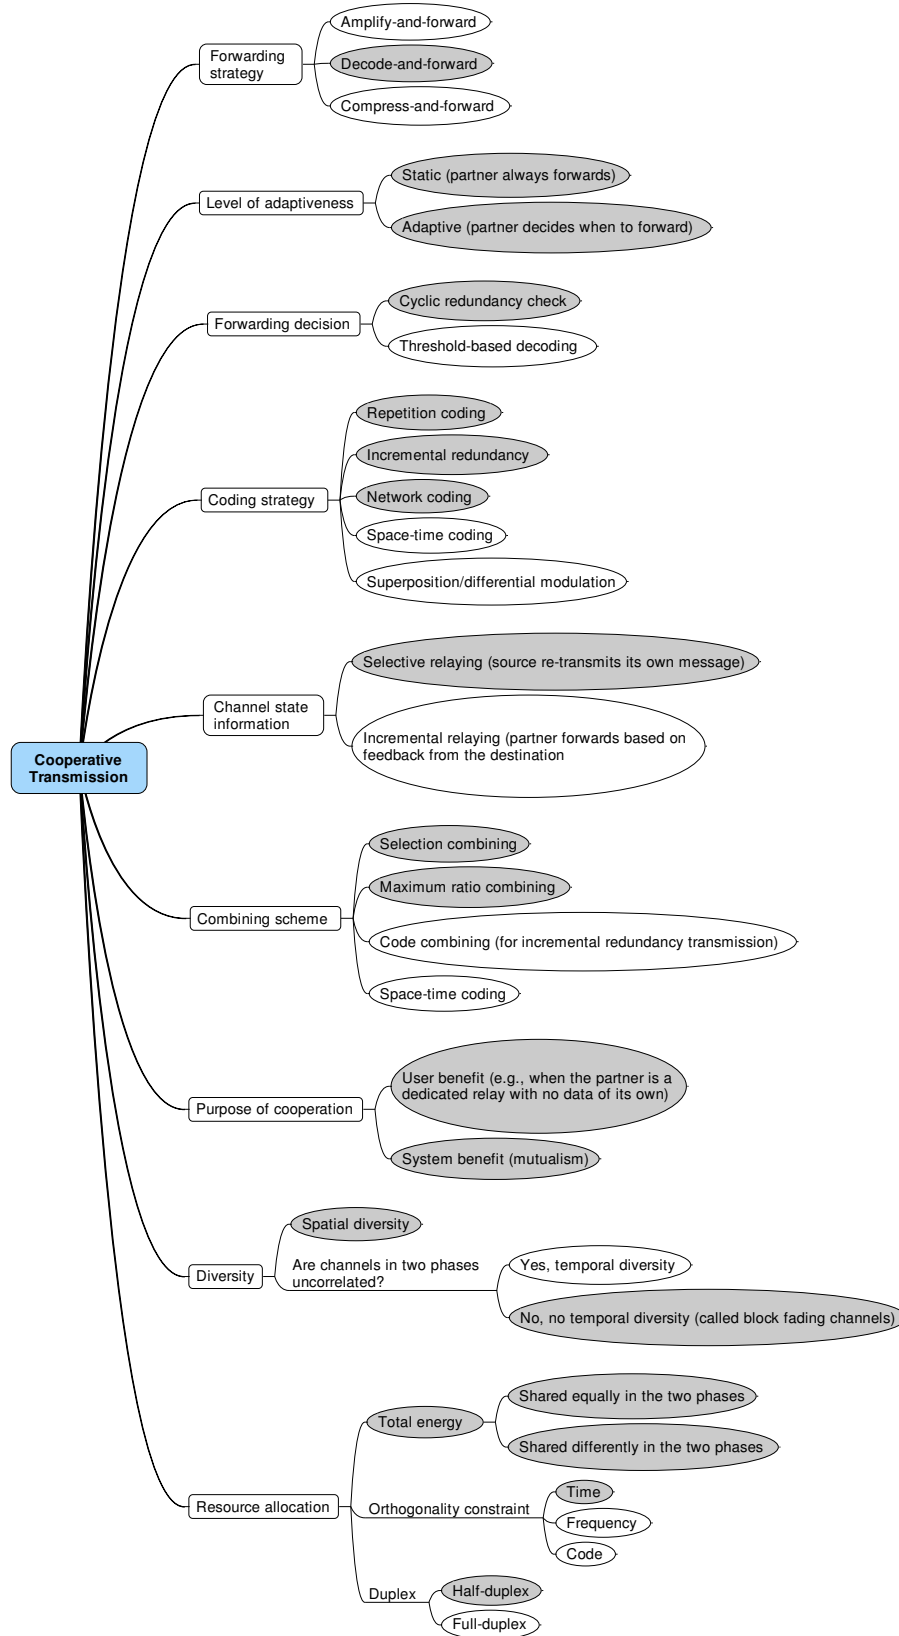 Amplify-and-forward
Forwarding
strategy
Decode-and-forward
Compress-and-forward
Static (partner always forwards)
Level of adaptiveness
Adaptive (partner decides when to forward)
Cyclic redundancy check
Forwarding decision
Threshold-based decoding
Repetition coding
Incremental redundancy
Network coding
Coding strategy
Space-time coding
Superposition/differential modulation
Selective relaying (source re-transmits its own message)
Channel state
information
Incremental relaying (partner forwards based on
feedback from the destination
Cooperative
Transmission
Selection combining
Maximum ratio combining
Combining scheme
Code combining (for incremental redundancy transmission)
Space-time coding
User benefit (e.g., when the partner is a
dedicated relay with no data of its own)
Purpose of cooperation
System benefit (mutualism)
Spatial diversity
Diversity
Are channels in two phases
uncorrelated?
Yes, temporal diversity
No, no temporal diversity (called block fading channels)
Total energy
Shared equally in the two phases
Shared differently in the two phases
Resource allocation
Orthogonality constraint
Time
Frequency
Code
Duplex
Half-duplex
Full-duplex